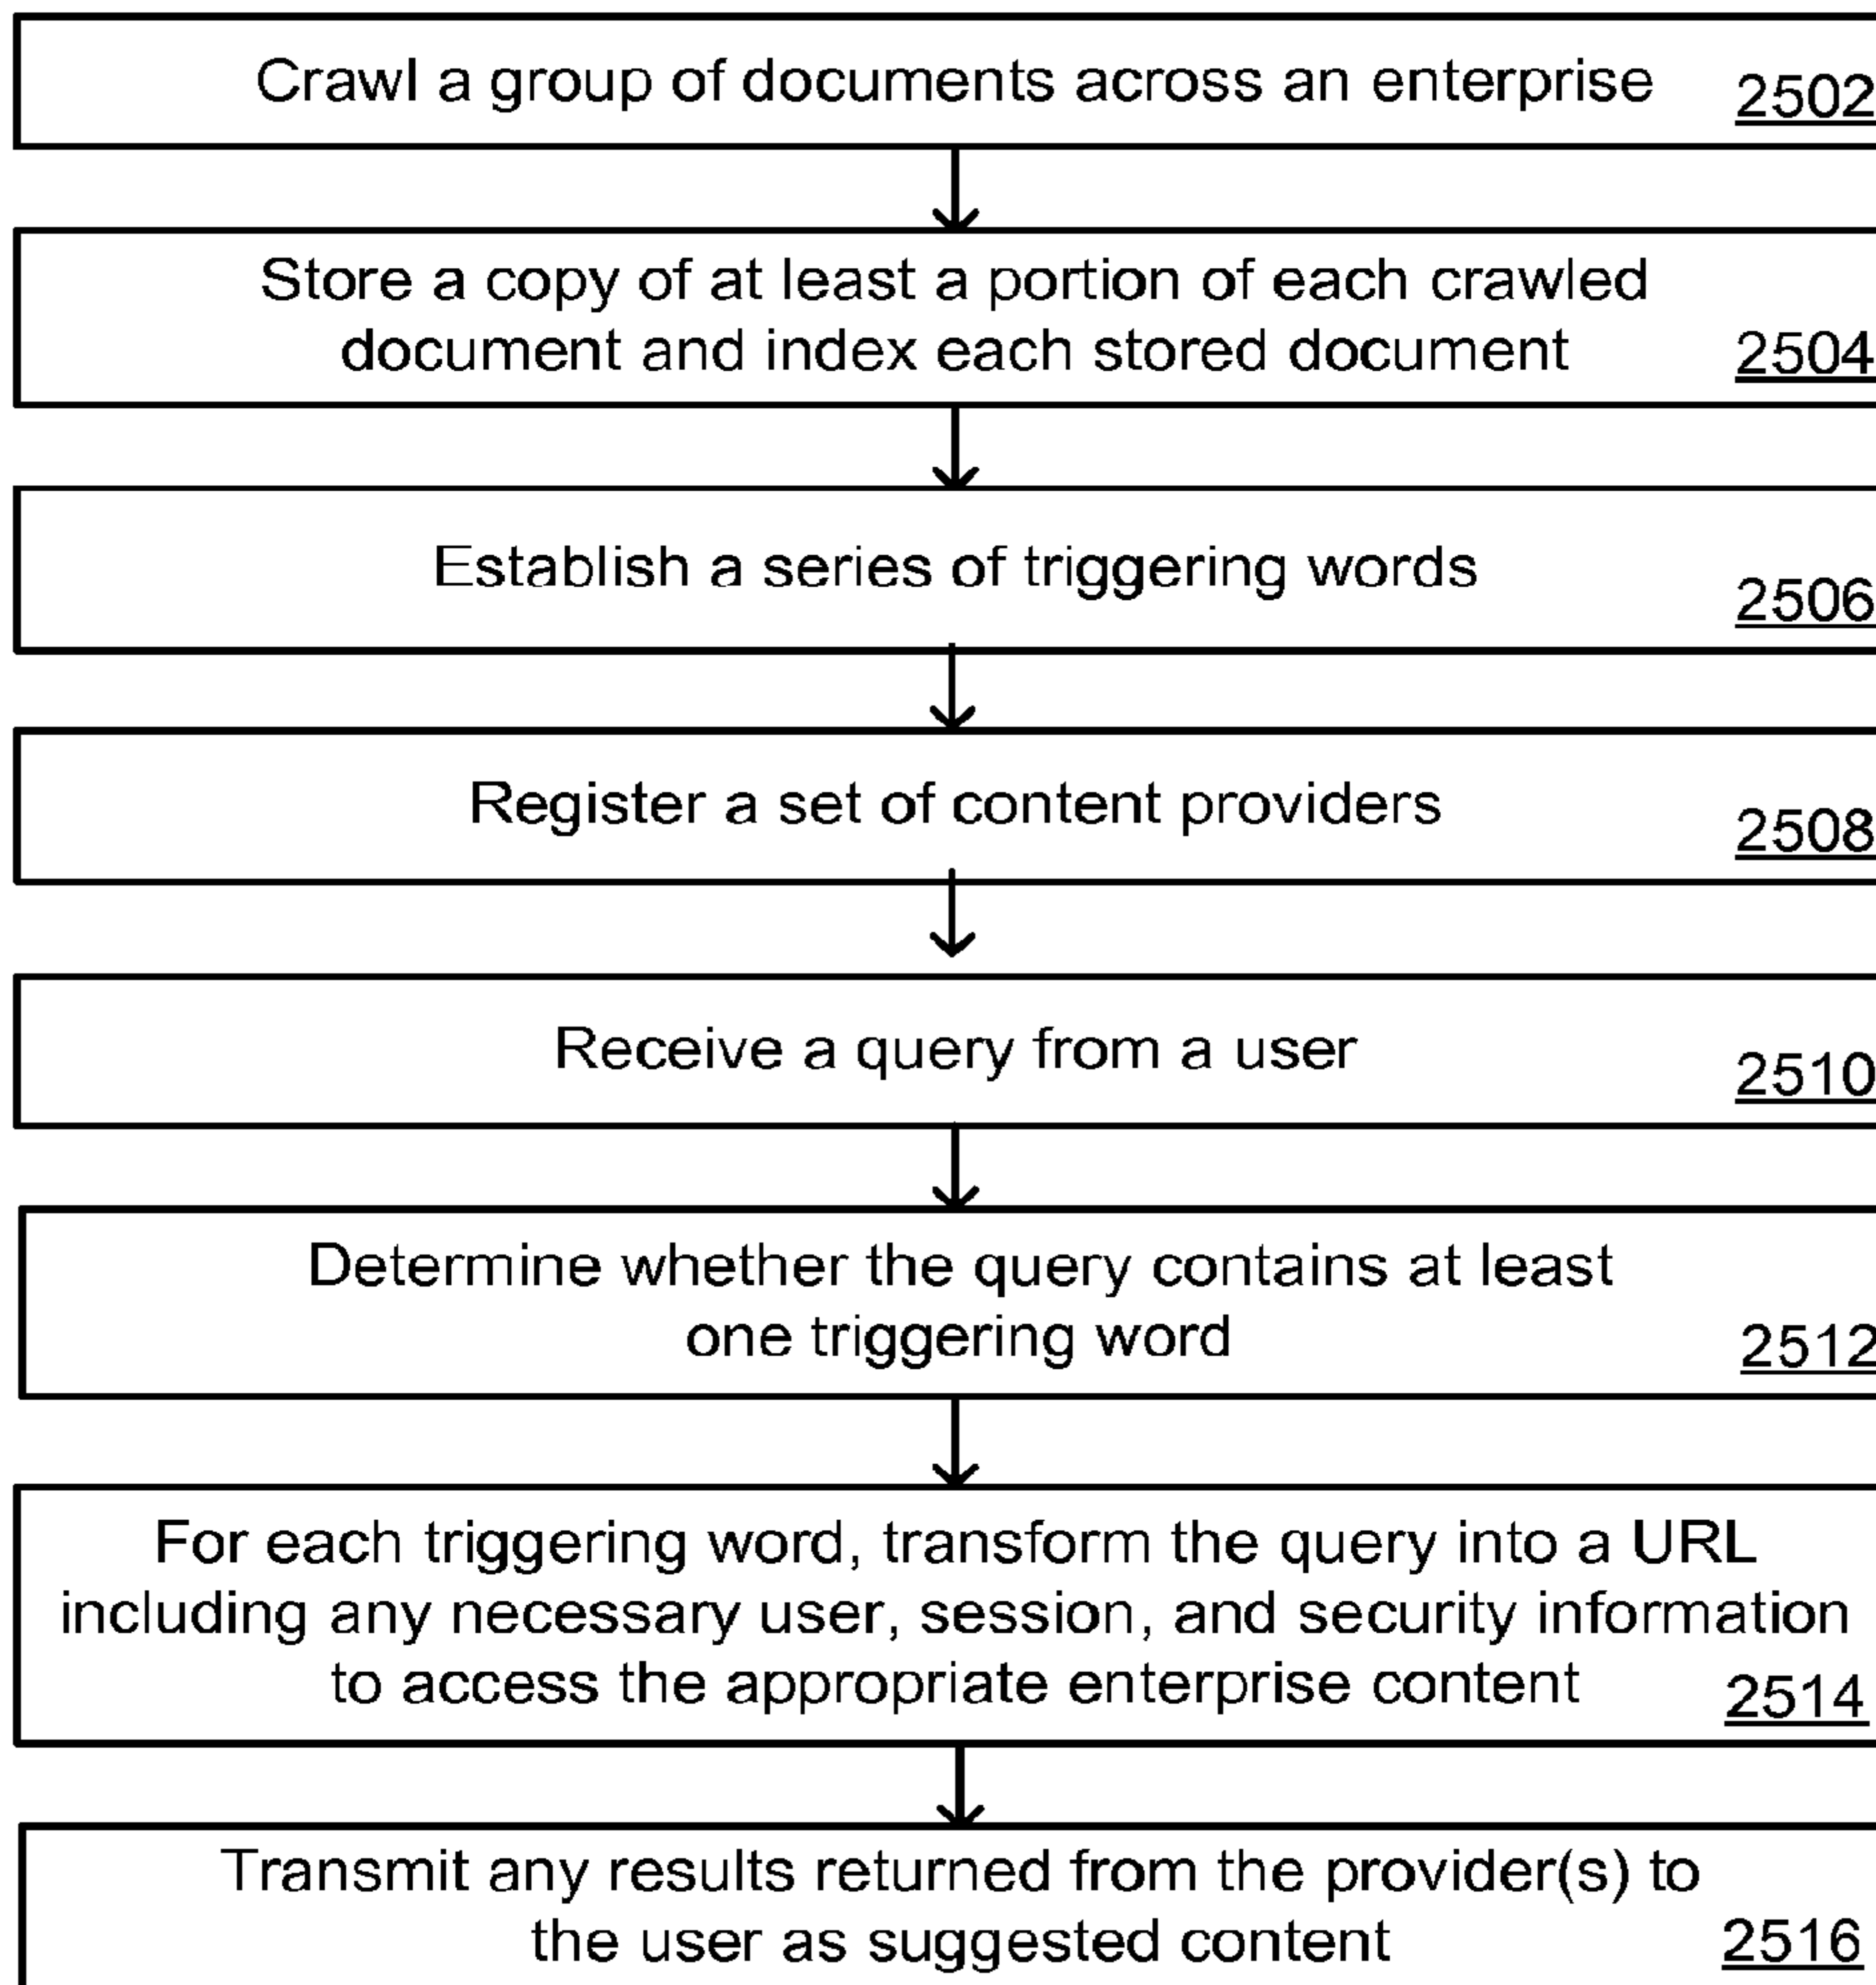 Crawl a group of documents across an enterprise
2502
Store a copy of at least a portion of each crawled
document and index each stored document
2504
Establish a series of triggering words
2506
Register a set of content providers
2508
Receive a query from a user
2510
Determine whether the query contains at least
one triggering word
2512
For each triggering word, transform the query into a URL
including any necessary user, session, and security information
to access the appropriate enterprise content
2514
Transmit any results returned from the provider(s) to
the user as suggested content
2516